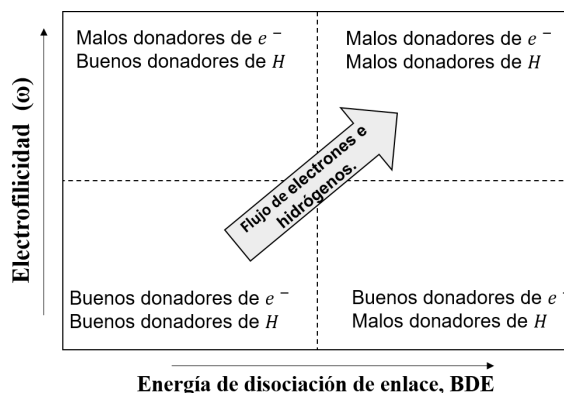 Malos donadores de e⁻
Buenos donadores de H
Malos donadores de e⁻
Malos donadores de H
Electrofilicidad (ω)
Flujo de electrones e
hidrógenos.
Buenos donadores de e⁻
Buenos donadores de H
Buenos donadores de e⁻
Malos donadores de H
Energía de disociación de enlace, BDE